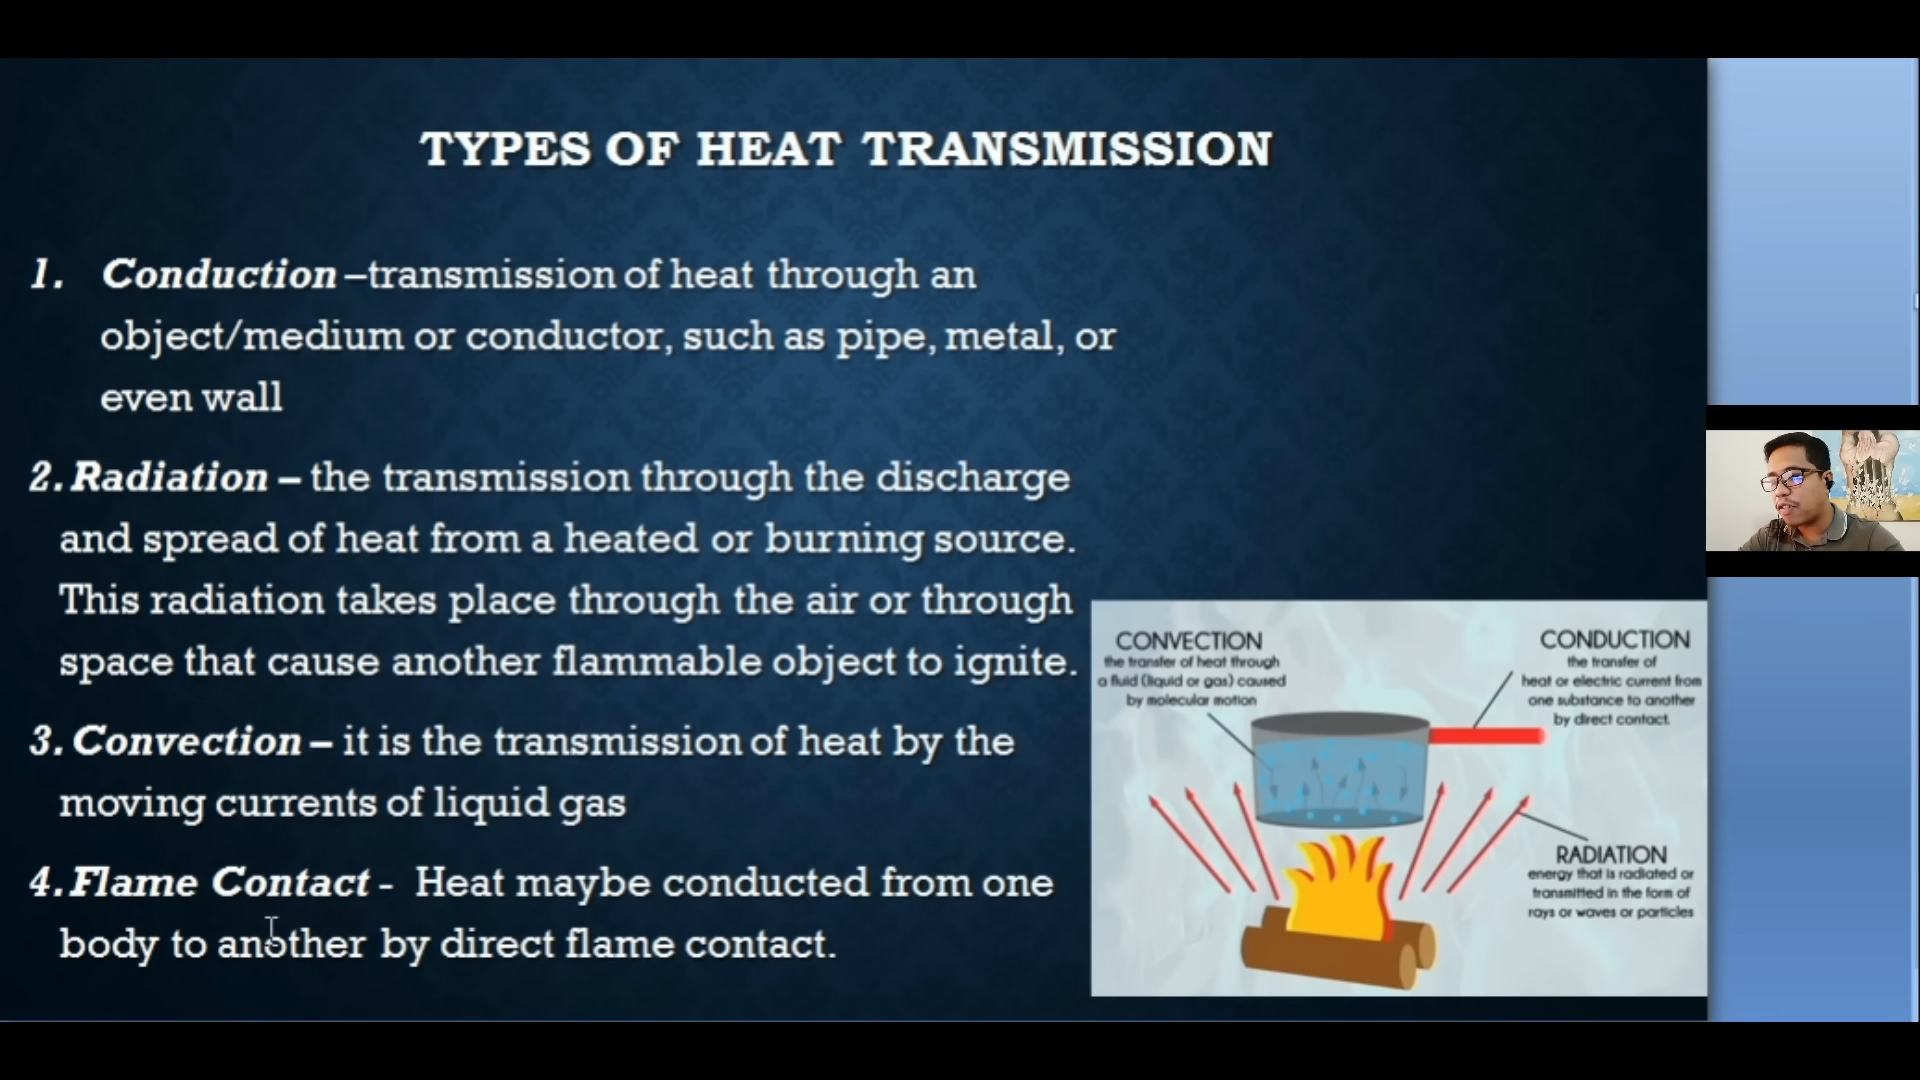 TYPES OF HEAT TRANSMISSION
1. Conduction –transmission of heat through an
object/medium or conductor, such as pipe, metal, or
even wall
2. Radiation – the transmission through the discharge
and spread of heat from a heated or burning source.
This radiation takes place through the air or through
space that cause another flammable object to ignite.
3. Convection – it is the transmission of heat by the
moving currents of liquid gas
4. Flame Contact - Heat maybe conducted from one
body to another by direct flame contact.
CONVECTION
the transfer of heat through
a fluid (liquid or gas) caused
by molecular motion
CONDUCTION
the transfer of
heat or electric current from
one substance to another
by direct contact.
RADIATION
energy that is radiated or
transmitted in the form of
rays or waves or particles